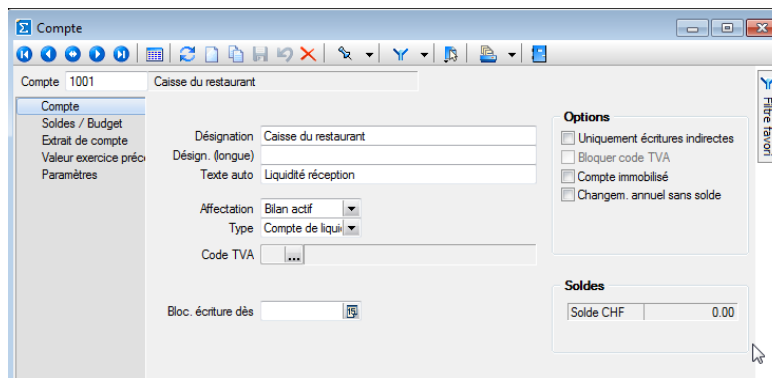 Compte
Compte 1001 Caisse du restaurant
Compte
Soldes / Budget
Extrait de compte
Valeur exercice préc
Paramètres
Désignation Caisse du restaurant
Désign. (longue)
Texte auto Liquidité réception
Affectation Bilan actif
Type Compte de liqui
Code TVA ...
Bloc. écriture dès 15
Options
Uniquement écritures indirectes
Bloquer code TVA
Compte immobilisé
Changem. annuel sans solde
Soldes
Solde CHF 0.00
Filtre favori